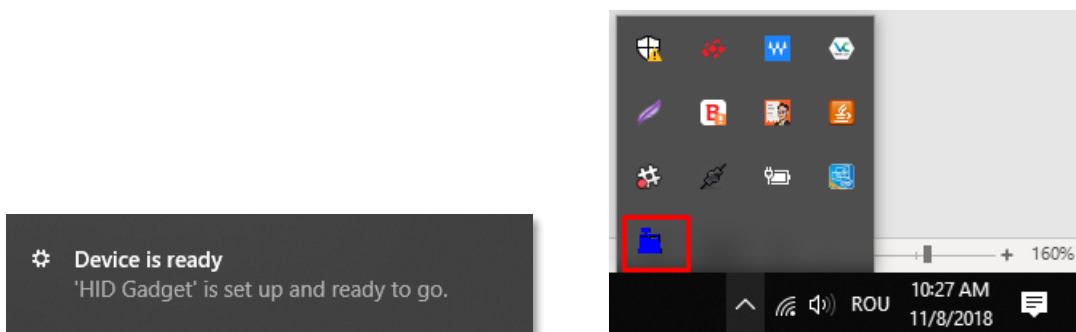 Device is ready
'HID Gadget' is set up and ready to go.
160%
ROU
10:27 AM
11/8/2018